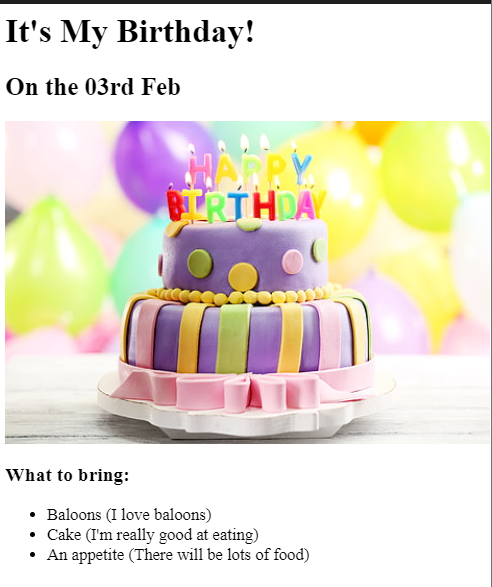 It's My Birthday!
On the 03rd Feb
HAPPY
BIRTHDAY
What to bring:
Baloons (I love baloons)
Cake (I'm really good at eating)
An appetite (There will be lots of food)